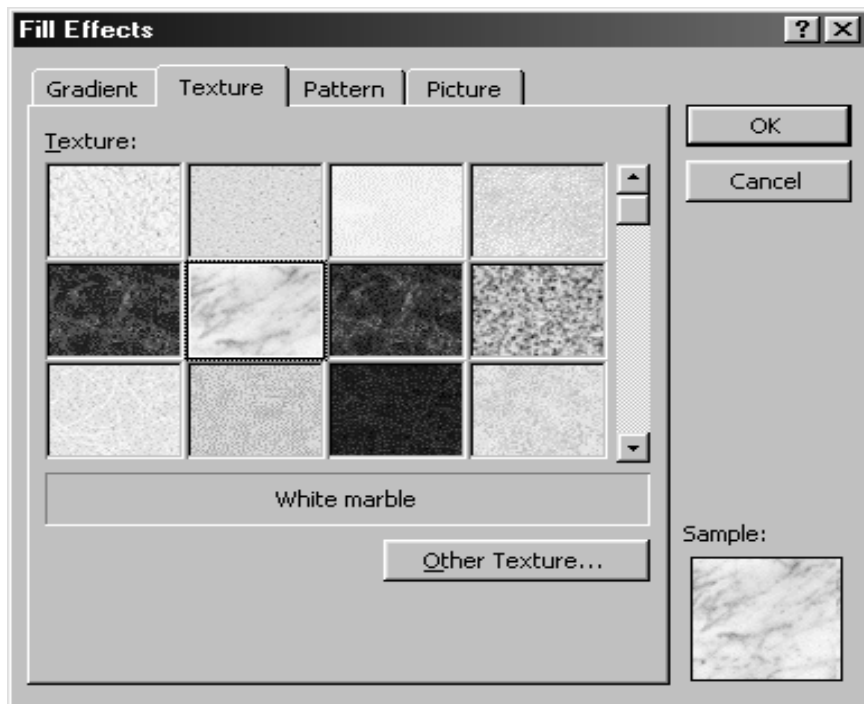 Fill Effects
Gradient Texture Pattern Picture
Texture:
OK
Cancel
White marble
Other Texture...
Sample: